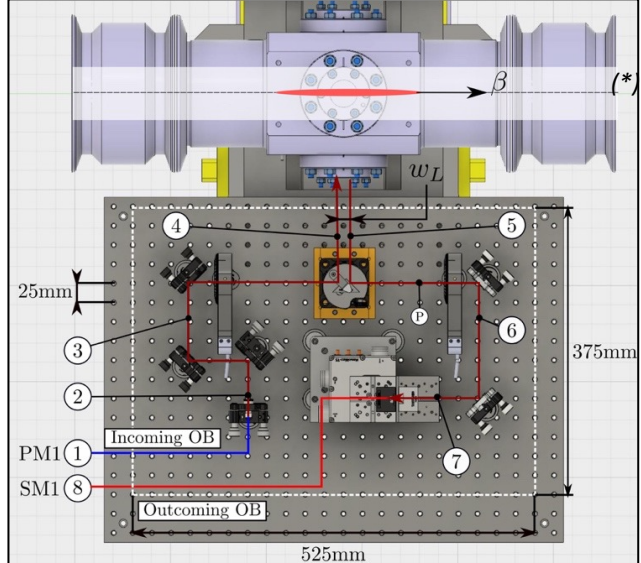 β
(*)
w_L
4
5
25mm
P
6
3
375mm
2
Incoming OB
PM1 1
7
SM1 8
Outcoming OB
525mm